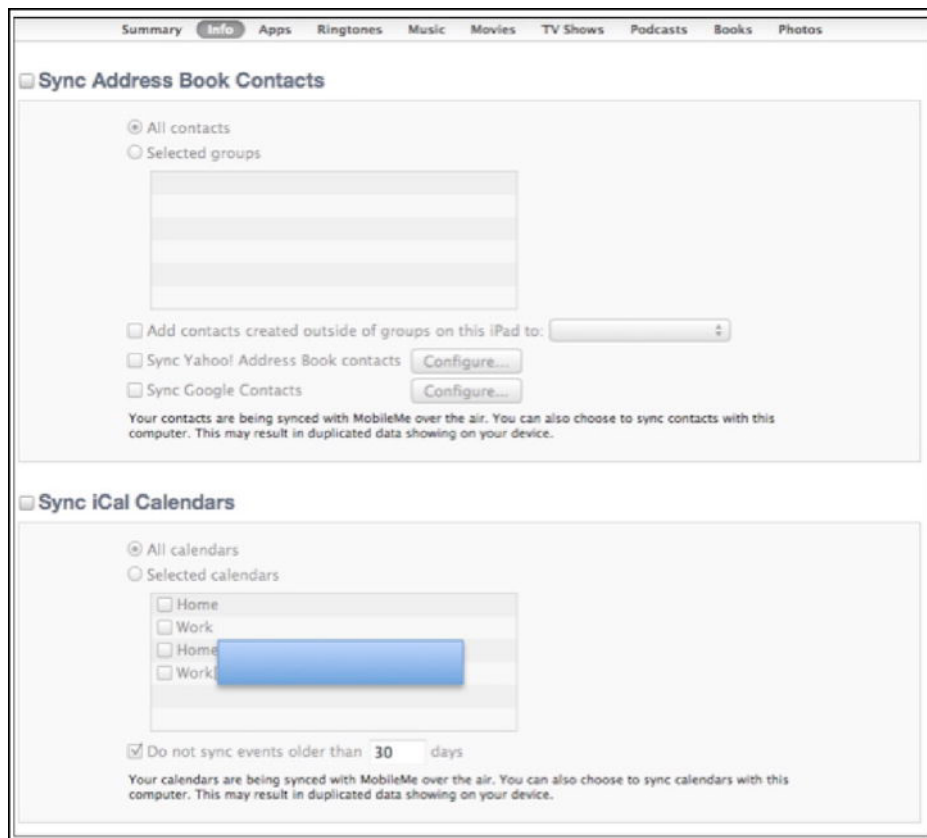 Summary Info Apps Ringtones Music Movies TV Shows Podcasts Books Photos
Sync Address Book Contacts
All contacts
Selected groups
Add contacts created outside of groups on this iPad to:
Sync Yahoo! Address Book contacts Configure...
Sync Google Contacts Configure...
Your contacts are being synced with MobileMe over the air. You can also choose to sync contacts with this
computer. This may result in duplicated data showing on your device.
Sync iCal Calendars
All calendars
Selected calendars
Home
Work
Home
Work
Do not sync events older than 30 days
Your calendars are being synced with MobileMe over the air. You can also choose to sync calendars with this
computer. This may result in duplicated data showing on your device.